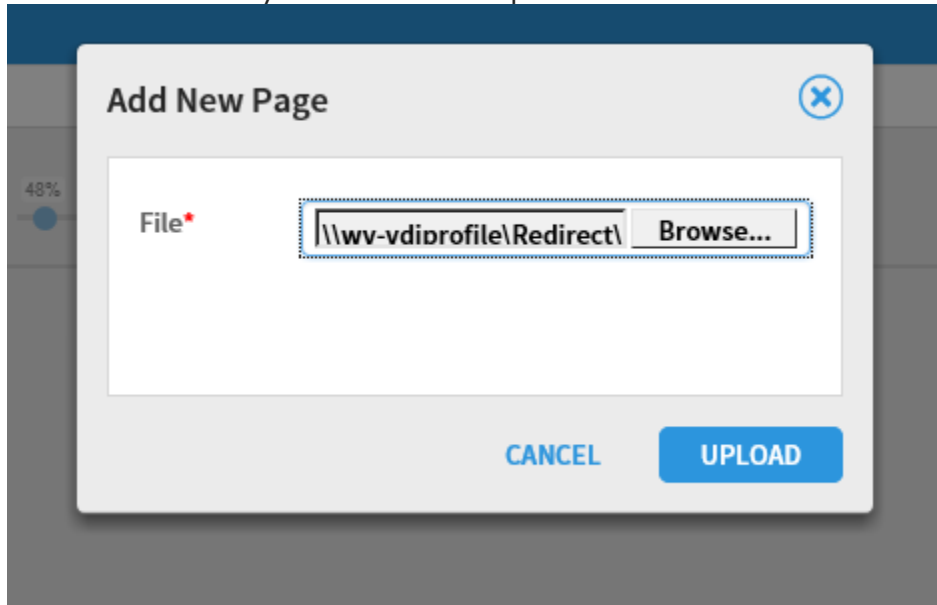 Add New Page
48%
File*
\\wv-vdiprofile\Redirect\
Browse...
CANCEL
UPLOAD